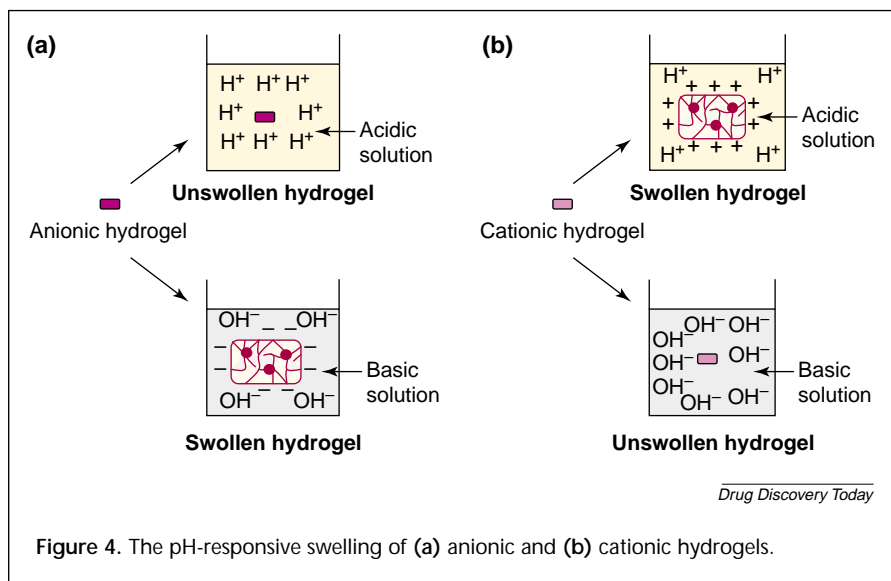 (a)
H⁺ H⁺ H⁺
H⁺ H⁺
H⁺ H⁺ H⁺
Acidic
solution
Unswollen hydrogel
Anionic hydrogel
OH⁻ – – OH⁻
– –
– –
– –
OH⁻ OH⁻
Basic
solution
Swollen hydrogel
(b)
H⁺ H⁺
+ + +
+ +
+ +
H⁺ + + + H⁺
Acidic
solution
Swollen hydrogel
Cationic hydrogel
OH⁻ OH⁻
OH⁻
OH⁻ OH⁻
OH⁻
OH⁻ OH⁻
Basic
solution
Unswollen hydrogel
Drug Discovery Today
Figure 4. The pH-responsive swelling of (a) anionic and (b) cationic hydrogels.